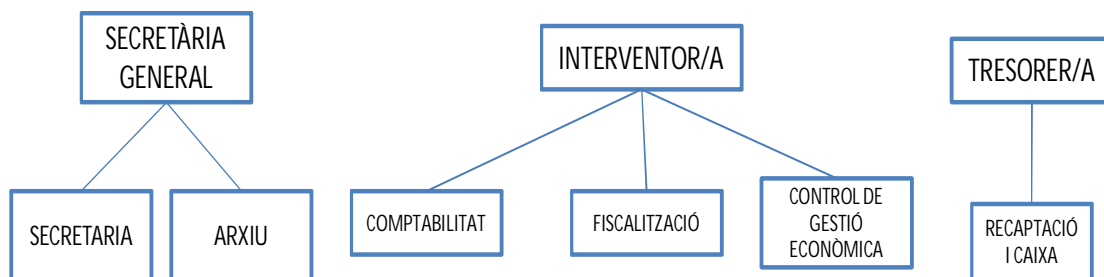 SECRETÀRIA
GENERAL
INTERVENTOR/A
TRESORER/A
SECRETARIA
ARXIU
COMPTABILITAT
FISCALITZACIÓ
CONTROL DE
GESTIÓ
ECONÒMICA
RECAPTACIÓ
I CAIXA